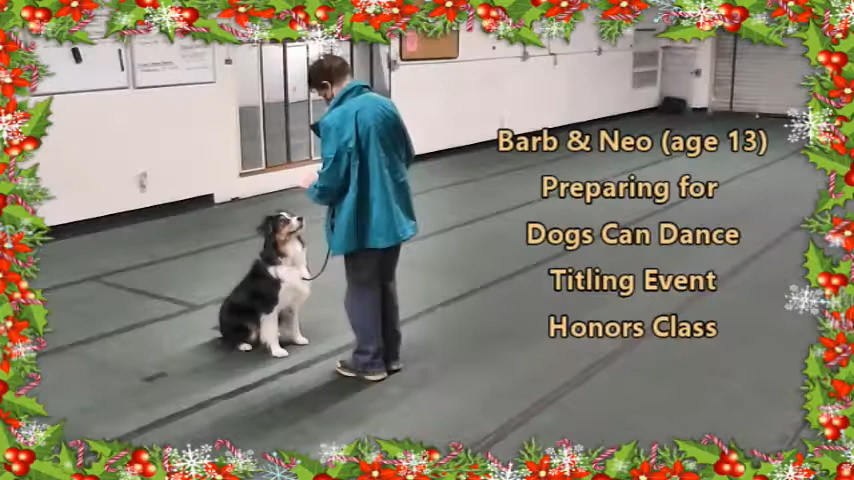 Barb & Neo (age 13)
Preparing for
Dogs Can Dance
Titling Event
Honors Class